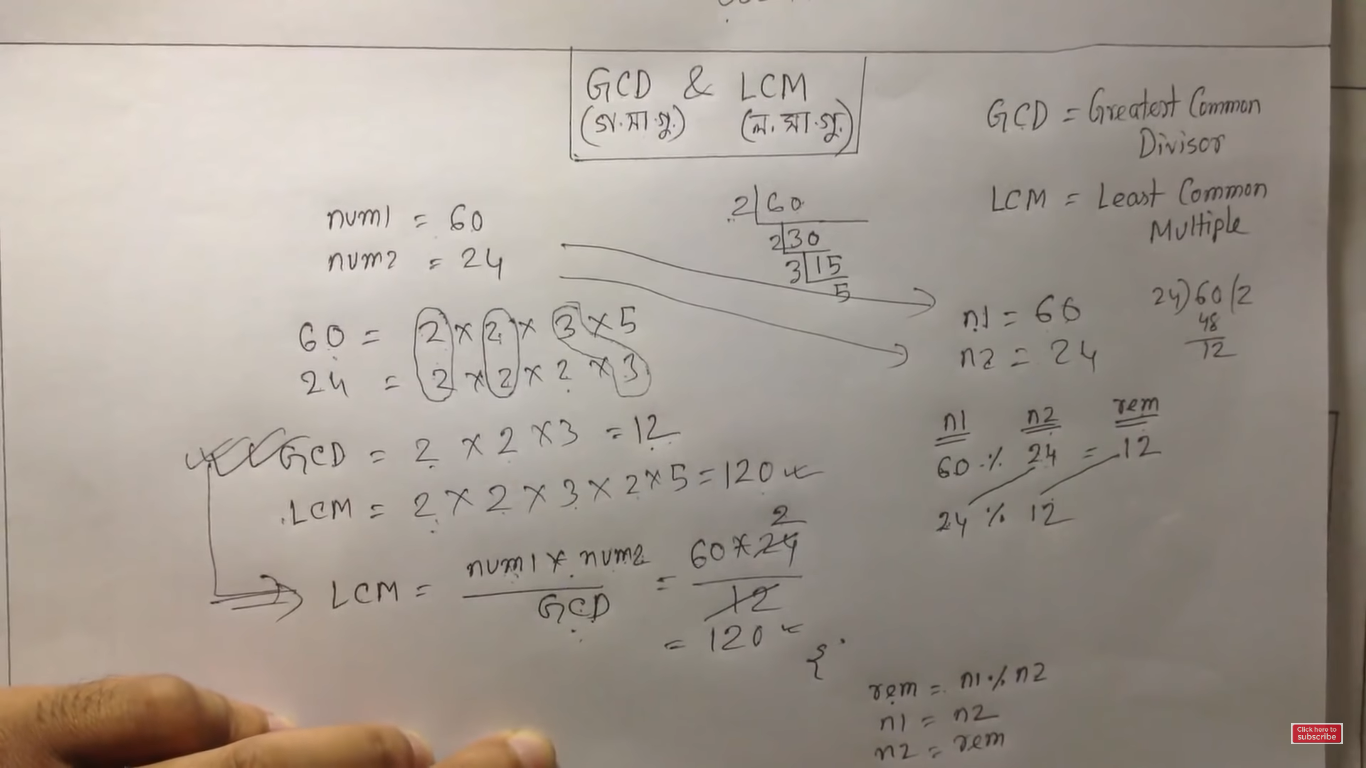 GCD & LCM
(গ.সা.গু.) (ল.সা.গু.)
GCD = Greatest Common
Divisor
LCM = Least Common
Multiple
num1 = 60
num2 = 24
2 60
2 30
3 15
5
60 = 2 × 2 × 3 × 5
24 = 2 × 2 × 2 × 3
GCD = 2 × 2 × 3 = 12
LCM = 2 × 2 × 3 × 2 × 5 = 120
LCM = num1 * num2 / GCD = 60 * 24 / 12
2
= 120
n1 = 60
n2 = 24
24)60(2
48
12
n1 n2 rem
60 % 24 = 12
24 % 12
{
rem = n1 % n2
n1 = n2
n2 = rem
Click here to
subscribe